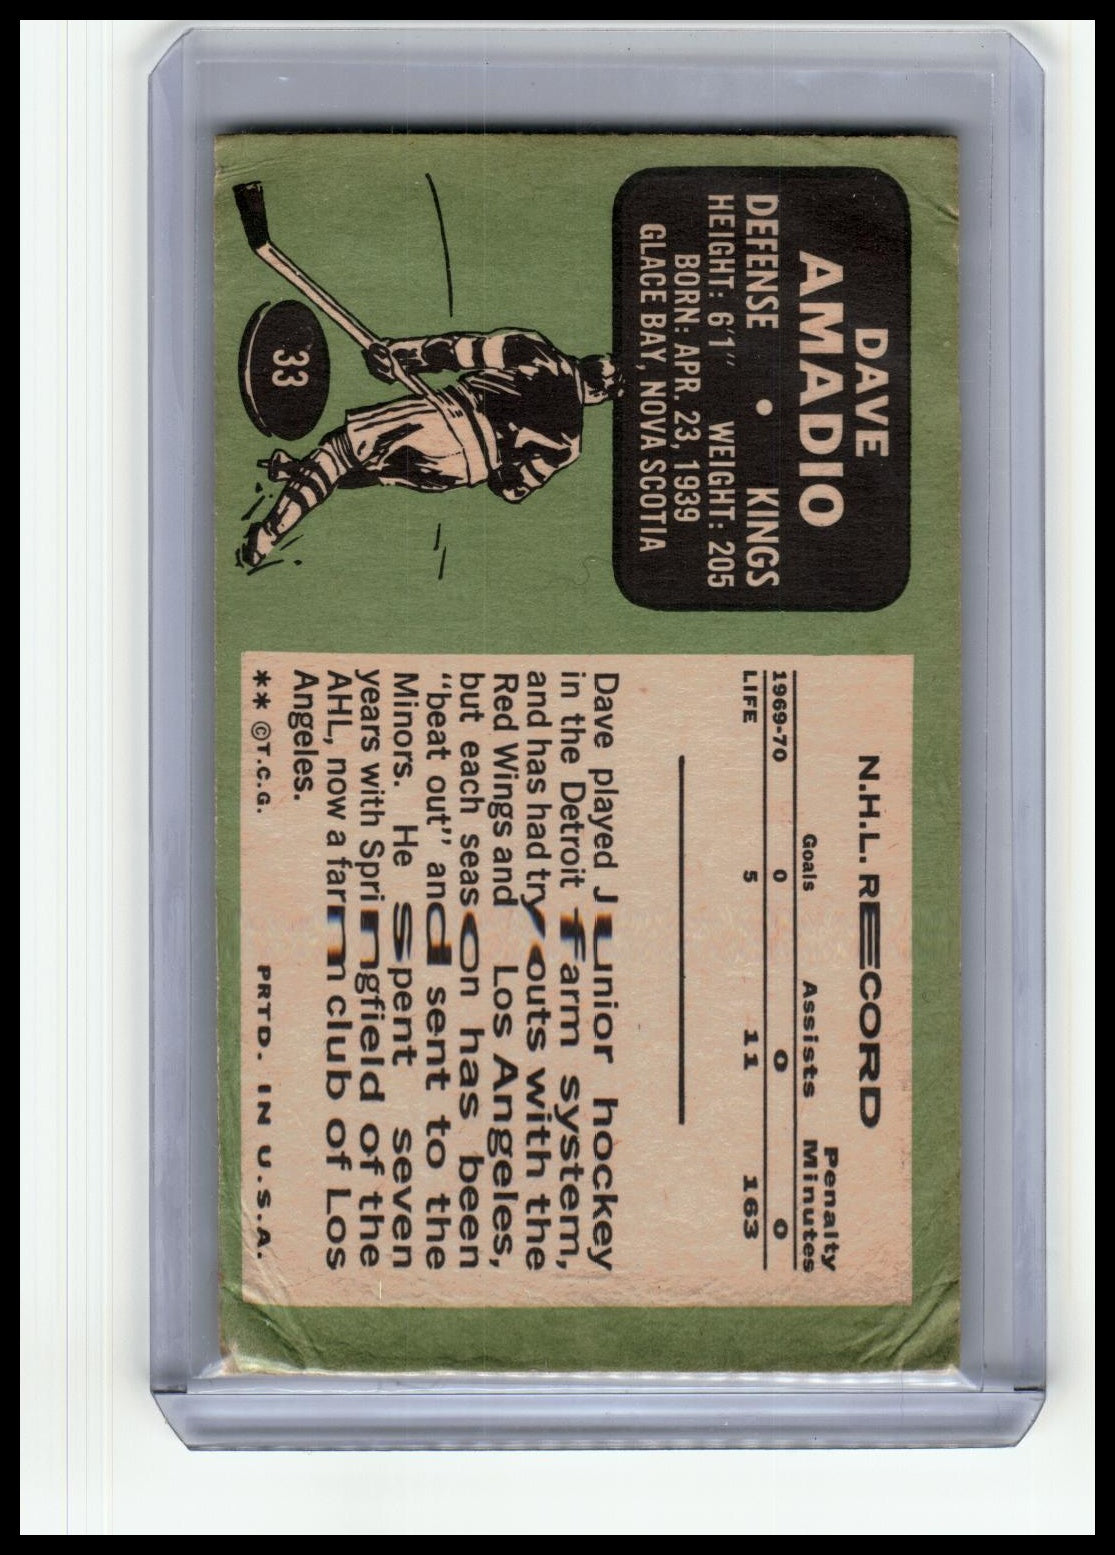 DAVE
AMADIO
DEFENSE • KINGS
HEIGHT: 6'1" WEIGHT: 205
BORN: APR. 23, 1939
GLACE BAY, NOVA SCOTIA
33
N.H.L. RECORD
Goals Assists Penalty Minutes
1969-70 0 0 0
LIFE 5 11 163
Dave played Junior hockey
in the Detroit farm system,
and has had tryouts with the
Red Wings and Los Angeles,
but each season has been
"beat out" and sent to the
Minors. He spent seven
years with Springfield of the
AHL, now a farm club of Los
Angeles.
** ©T.C.G. PRTD. IN U.S.A.